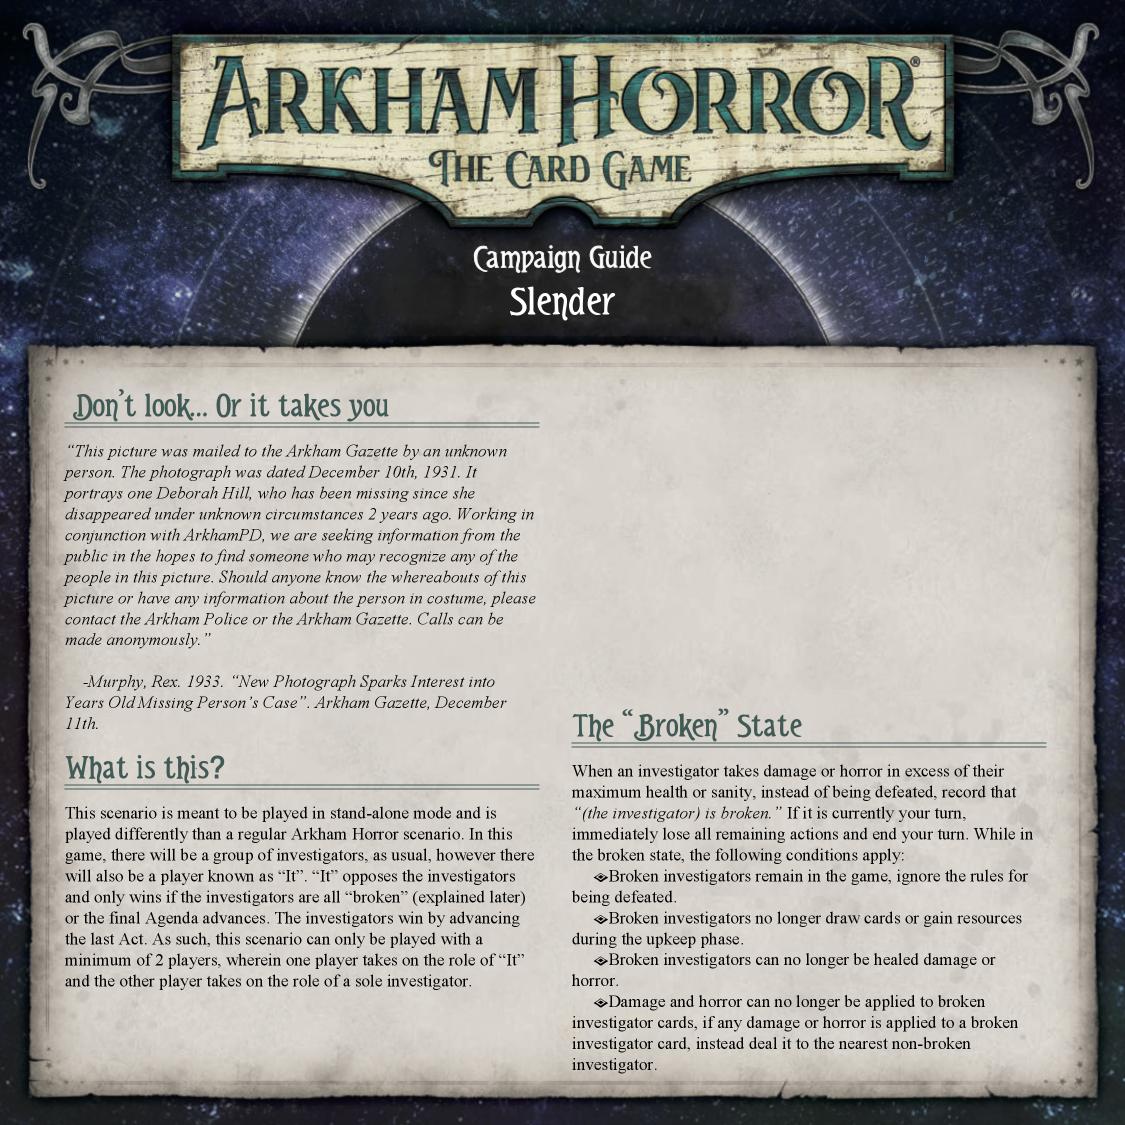 ARKHAM HORROR®
THE CARD GAME
Campaign Guide
Slender
Don't look... Or it takes you
“This picture was mailed to the Arkham Gazette by an unknown
person. The photograph was dated December 10th, 1931. It
portrays one Deborah Hill, who has been missing since she
disappeared under unknown circumstances 2 years ago. Working in
conjunction with ArkhamPD, we are seeking information from the
public in the hopes to find someone who may recognize any of the
people in this picture. Should anyone know the whereabouts of this
picture or have any information about the person in costume, please
contact the Arkham Police or the Arkham Gazette. Calls can be
made anonymously.”
-Murphy, Rex. 1933. “New Photograph Sparks Interest into
Years Old Missing Person’s Case”. Arkham Gazette, December
11th.
What is this?
This scenario is meant to be played in stand-alone mode and is
played differently than a regular Arkham Horror scenario. In this
game, there will be a group of investigators, as usual, however there
will also be a player known as “It”. “It” opposes the investigators
and only wins if the investigators are all “broken” (explained later)
or the final Agenda advances. The investigators win by advancing
the last Act. As such, this scenario can only be played with a
minimum of 2 players, wherein one player takes on the role of “It”
and the other player takes on the role of a sole investigator.
The “Broken” State
When an investigator takes damage or horror in excess of their
maximum health or sanity, instead of being defeated, record that
“(the investigator) is broken.” If it is currently your turn,
immediately lose all remaining actions and end your turn. While in
the broken state, the following conditions apply:
Broken investigators remain in the game, ignore the rules for
being defeated.
Broken investigators no longer draw cards or gain resources
during the upkeep phase.
Broken investigators can no longer be healed damage or
horror.
Damage and horror can no longer be applied to broken
investigator cards, if any damage or horror is applied to a broken
investigator card, instead deal it to the nearest non-broken
investigator.